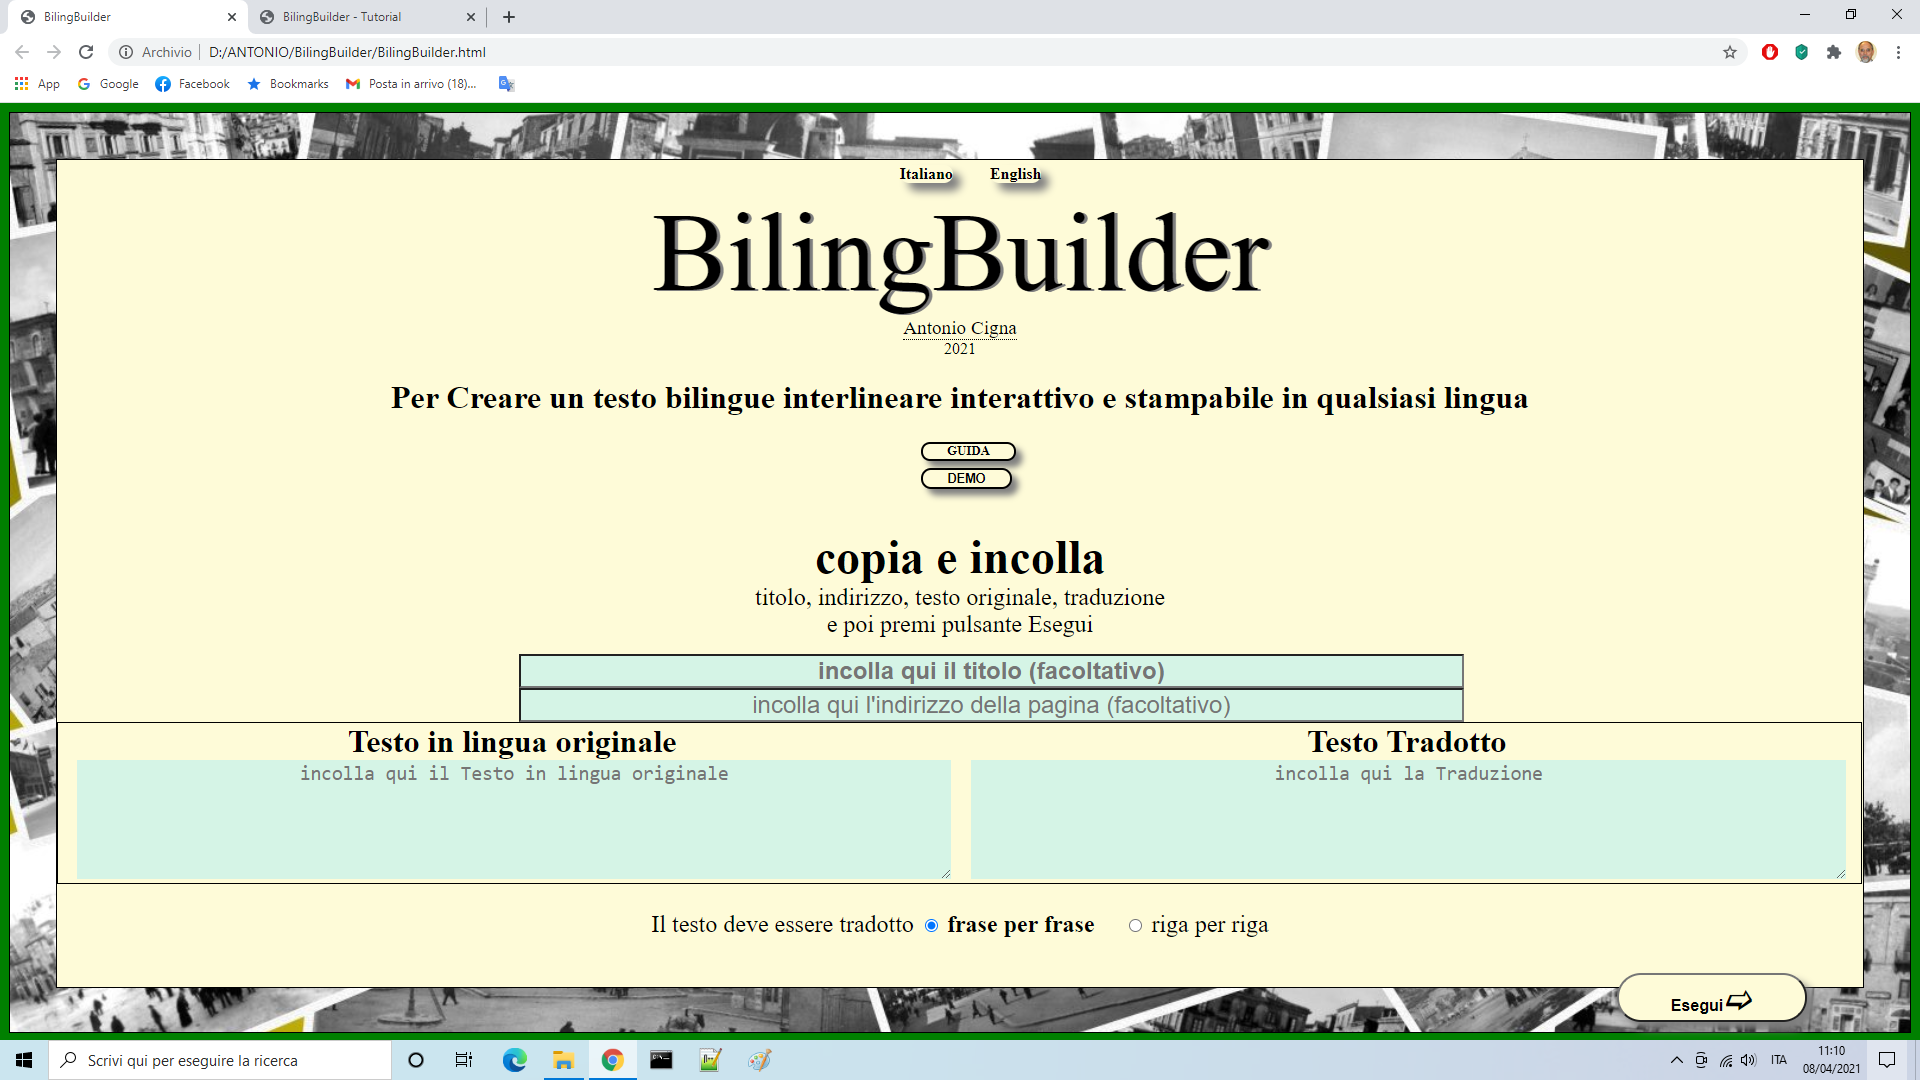 BilingBuilder
BilingBuilder - Tutorial
Archivio
D:/ANTONIO/BilingBuilder/BilingBuilder.html
App
Google
Facebook
Bookmarks
Posta in arrivo (18)...
Italiano English
BilingBuilder
Antonio Cigna
2021
Per Creare un testo bilingue interlineare interattivo e stampabile in qualsiasi lingua
GUIDA
DEMO
copia e incolla
titolo, indirizzo, testo originale, traduzione
e poi premi pulsante Esegui
incolla qui il titolo (facoltativo)
incolla qui l'indirizzo della pagina (facoltativo)
Testo in lingua originale
incolla qui il Testo in lingua originale
Testo Tradotto
incolla qui la Traduzione
Il testo deve essere tradotto frase per frase riga per riga
Esegui
Scrivi qui per eseguire la ricerca
ITA
11:10
08/04/2021